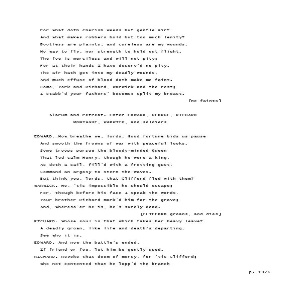 For what doth cherish weeds but gentle air?
And what makes robbers bold but too much lenity?
Bootless are plaints, and cureless are my wounds.
No way to fly, nor strength to hold out flight.
The foe is merciless and will not pity,
For at their hands I have deserv'd no pity.
The air hath got into my deadly wounds,
And much effuse of blood doth make me faint.
Come, York and Richard, Warwick and the rest;
I stabb'd your fathers' bosoms: split my breast.
[He faints]
Alarum and retreat. Enter EDWARD, GEORGE, RICHARD
MONTAGUE, WARWICK, and soldiers
EDWARD. Now breathe we, lords. Good fortune bids us pause
And smooth the frowns of war with peaceful looks.
Some troops pursue the bloody-minded Queen
That led calm Henry, though he were a king,
As doth a sail, fill'd with a fretting gust,
Command an argosy to stem the waves.
But think you, lords, that Clifford fled with them?
WARWICK. No, 'tis impossible he should escape;
For, though before his face I speak the words,
Your brother Richard mark'd him for the grave;
And, whereso'er he is, he's surely dead.
[CLIFFORD groans, and dies]
RICHARD. Whose soul is that which takes her heavy leave?
A deadly groan, like life and death's departing.
See who it is.
EDWARD. And now the battle's ended,
If friend or foe, let him be gently used.
RICHARD. Revoke that doom of mercy, for 'tis Clifford;
Who not contented that he lopp'd the branch